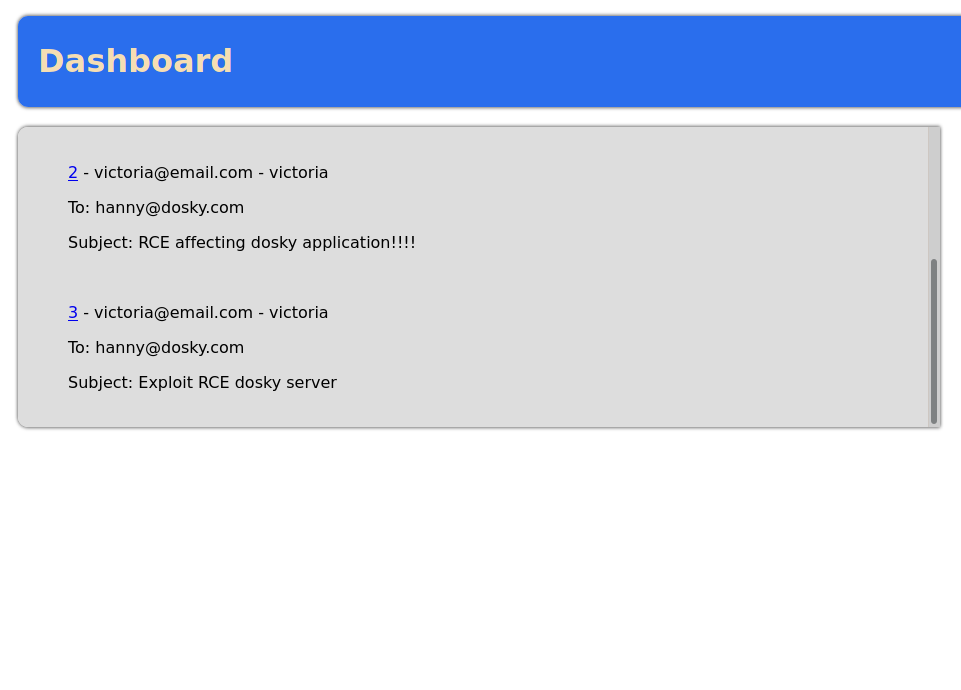 Dashboard
2 - victoria@email.com - victoria
To: hanny@dosky.com
Subject: RCE affecting dosky application!!!!
3 - victoria@email.com - victoria
To: hanny@dosky.com
Subject: Exploit RCE dosky server